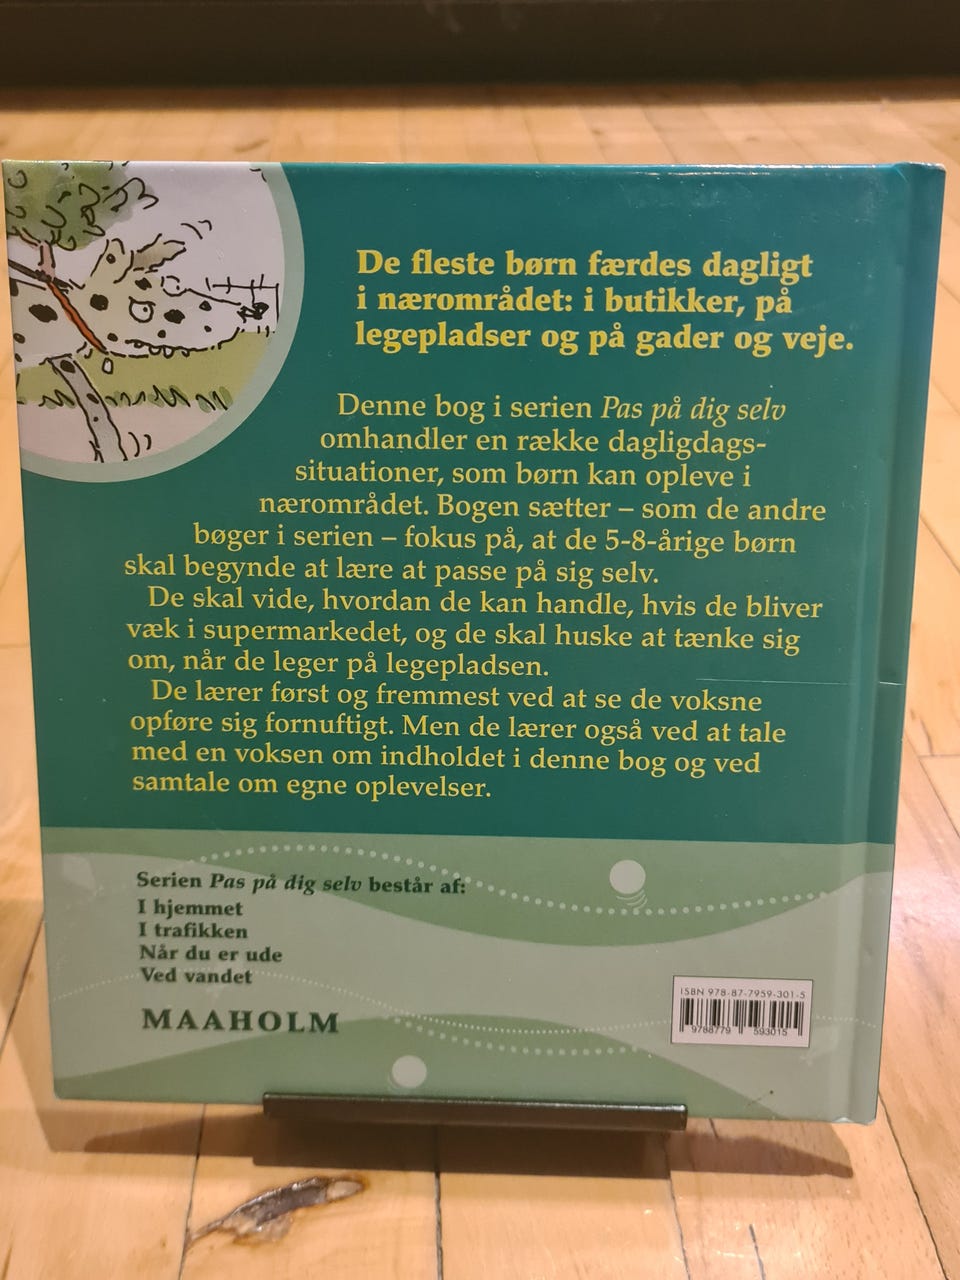 De fleste børn færdes dagligt
i nærområdet: i butikker, på
legepladser og på gader og veje.
Denne bog i serien Pas på dig selv
omhandler en række dagligdags-
situationer, som børn kan opleve i
nærområdet. Bogen sætter – som de andre
bøger i serien – fokus på, at de 5-8-årige børn
skal begynde at lære at passe på sig selv.
De skal vide, hvordan de kan handle, hvis de bliver
væk i supermarkedet, og de skal huske at tænke sig
om, når de leger på legepladsen.
De lærer først og fremmest ved at se de voksne
opføre sig fornuftigt. Men de lærer også ved at tale
med en voksen om indholdet i denne bog og ved
samtale om egne oplevelser.
Serien Pas på dig selv består af:
I hjemmet
I trafikken
Når du er ude
Ved vandet
MAAHOLM
ISBN 978-87-7959-301-5
9788779 593015